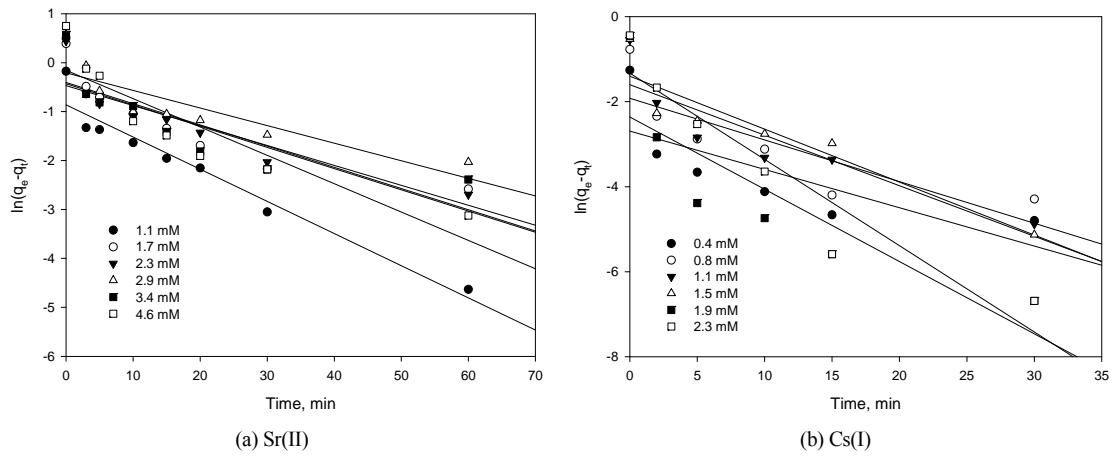 1
0
-1
-2
-3
-4
-5
-6
ln(qe-qt)
1.1 mM
1.7 mM
2.3 mM
2.9 mM
3.4 mM
4.6 mM
0 10 20 30 40 50 60 70
Time, min
(a) Sr(II)
0
-2
-4
-6
-8
ln(qe-qt)
0.4 mM
0.8 mM
1.1 mM
1.5 mM
1.9 mM
2.3 mM
0 5 10 15 20 25 30 35
Time, min
(b) Cs(I)